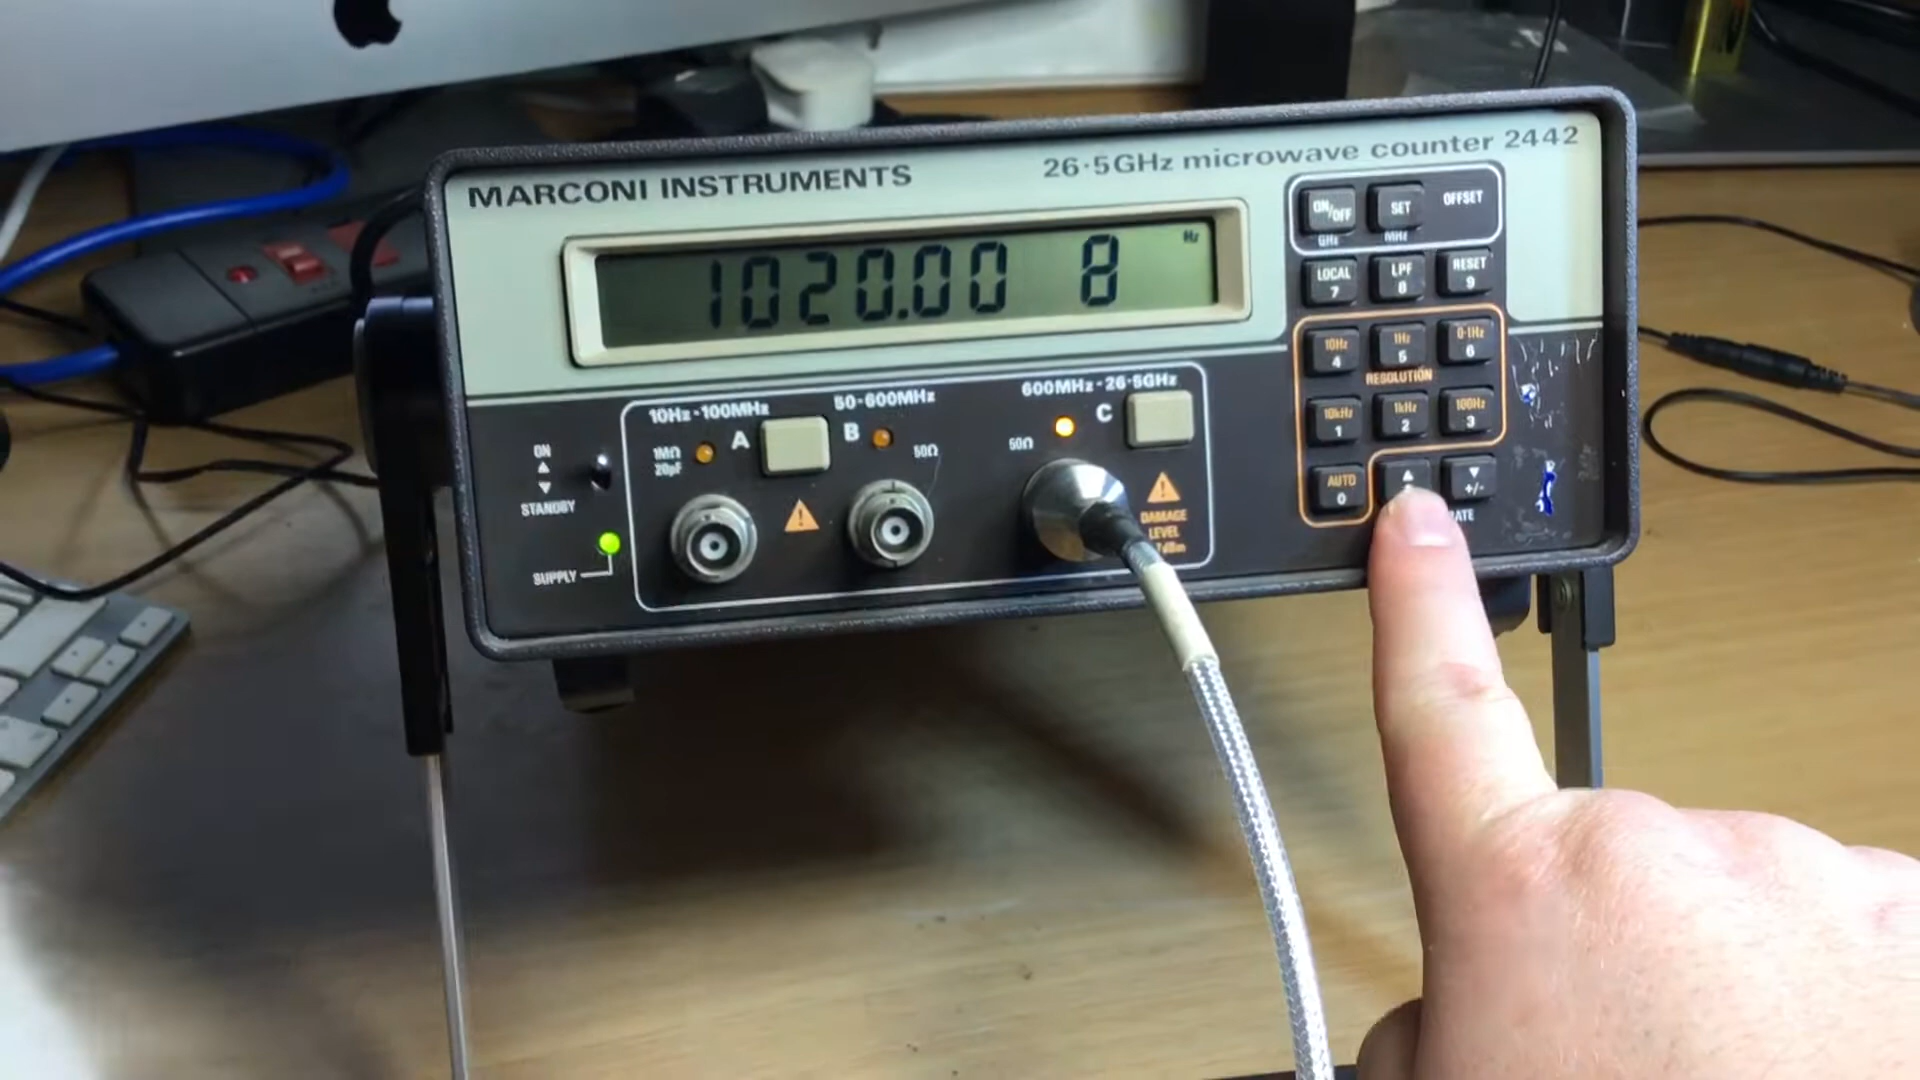 MARCONI INSTRUMENTS
26·5GHz microwave counter 2442
1020.00 8
Hz
ON/OFF
SET
OFFSET
GHz
MHz
LOCAL
7
LPF
8
RESET
9
10Hz
4
1Hz
5
0·1Hz
6
RESOLUTION
10kHz
1
1kHz
2
100Hz
3
AUTO
0
+/-
ATE
10Hz-100MHz
50-600MHz
600MHz-26·5GHz
1MΩ
20pF
A
B
50Ω
50Ω
C
ON
STANDBY
SUPPLY
DAMAGE
LEVEL
7dBm